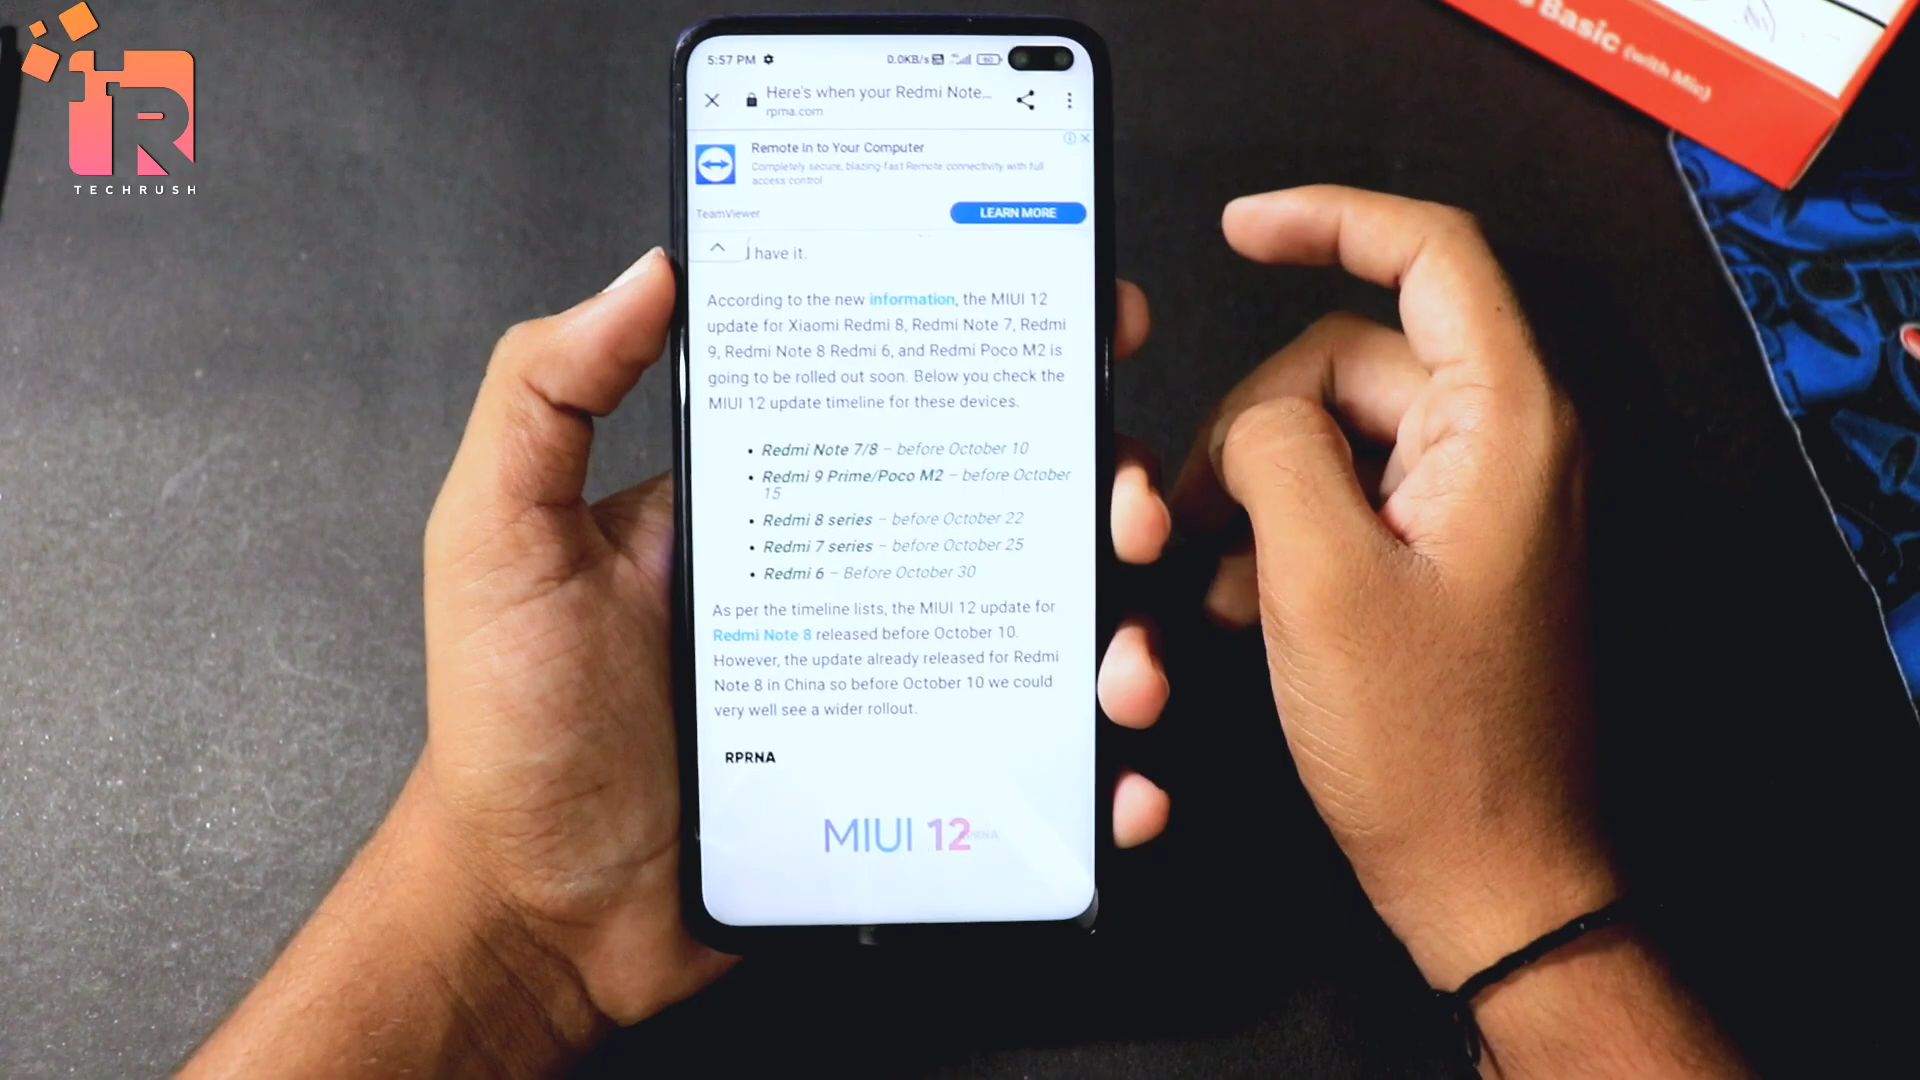 TR
TECHRUSH
Basic (with Mic)
5:57 PM
0.0KB/s
60
Here's when your Redmi Note...
rprna.com
Remote In to Your Computer
Completely secure, blazing-fast Remote connectivity with full
access control
TeamViewer
LEARN MORE
have it.
According to the new information, the MIUI 12
update for Xiaomi Redmi 8, Redmi Note 7, Redmi
9, Redmi Note 8 Redmi 6, and Redmi Poco M2 is
going to be rolled out soon. Below you check the
MIUI 12 update timeline for these devices.
• Redmi Note 7/8 – before October 10
• Redmi 9 Prime/Poco M2 – before October
15
• Redmi 8 series – before October 22
• Redmi 7 series – before October 25
• Redmi 6 – Before October 30
As per the timeline lists, the MIUI 12 update for
Redmi Note 8 released before October 10.
However, the update already released for Redmi
Note 8 in China so before October 10 we could
very well see a wider rollout.
RPRNA
MIUI 12
RPRNA